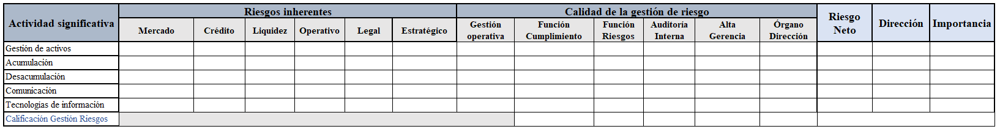 Actividad significativa
Riesgos inherentes
Calidad de la gestión de riesgo
Riesgo
Neto
Dirección
Importancia
Mercado
Crédito
Liquidez
Operativo
Legal
Estratégico
Gestión
operativa
Función
Cumplimiento
Función
Riesgos
Auditoría
Interna
Alta
Gerencia
Órgano
Dirección
Gestión de activos
Acumulación
Desacumulación
Comunicación
Tecnologias de información
Calificación Gestión Riesgos